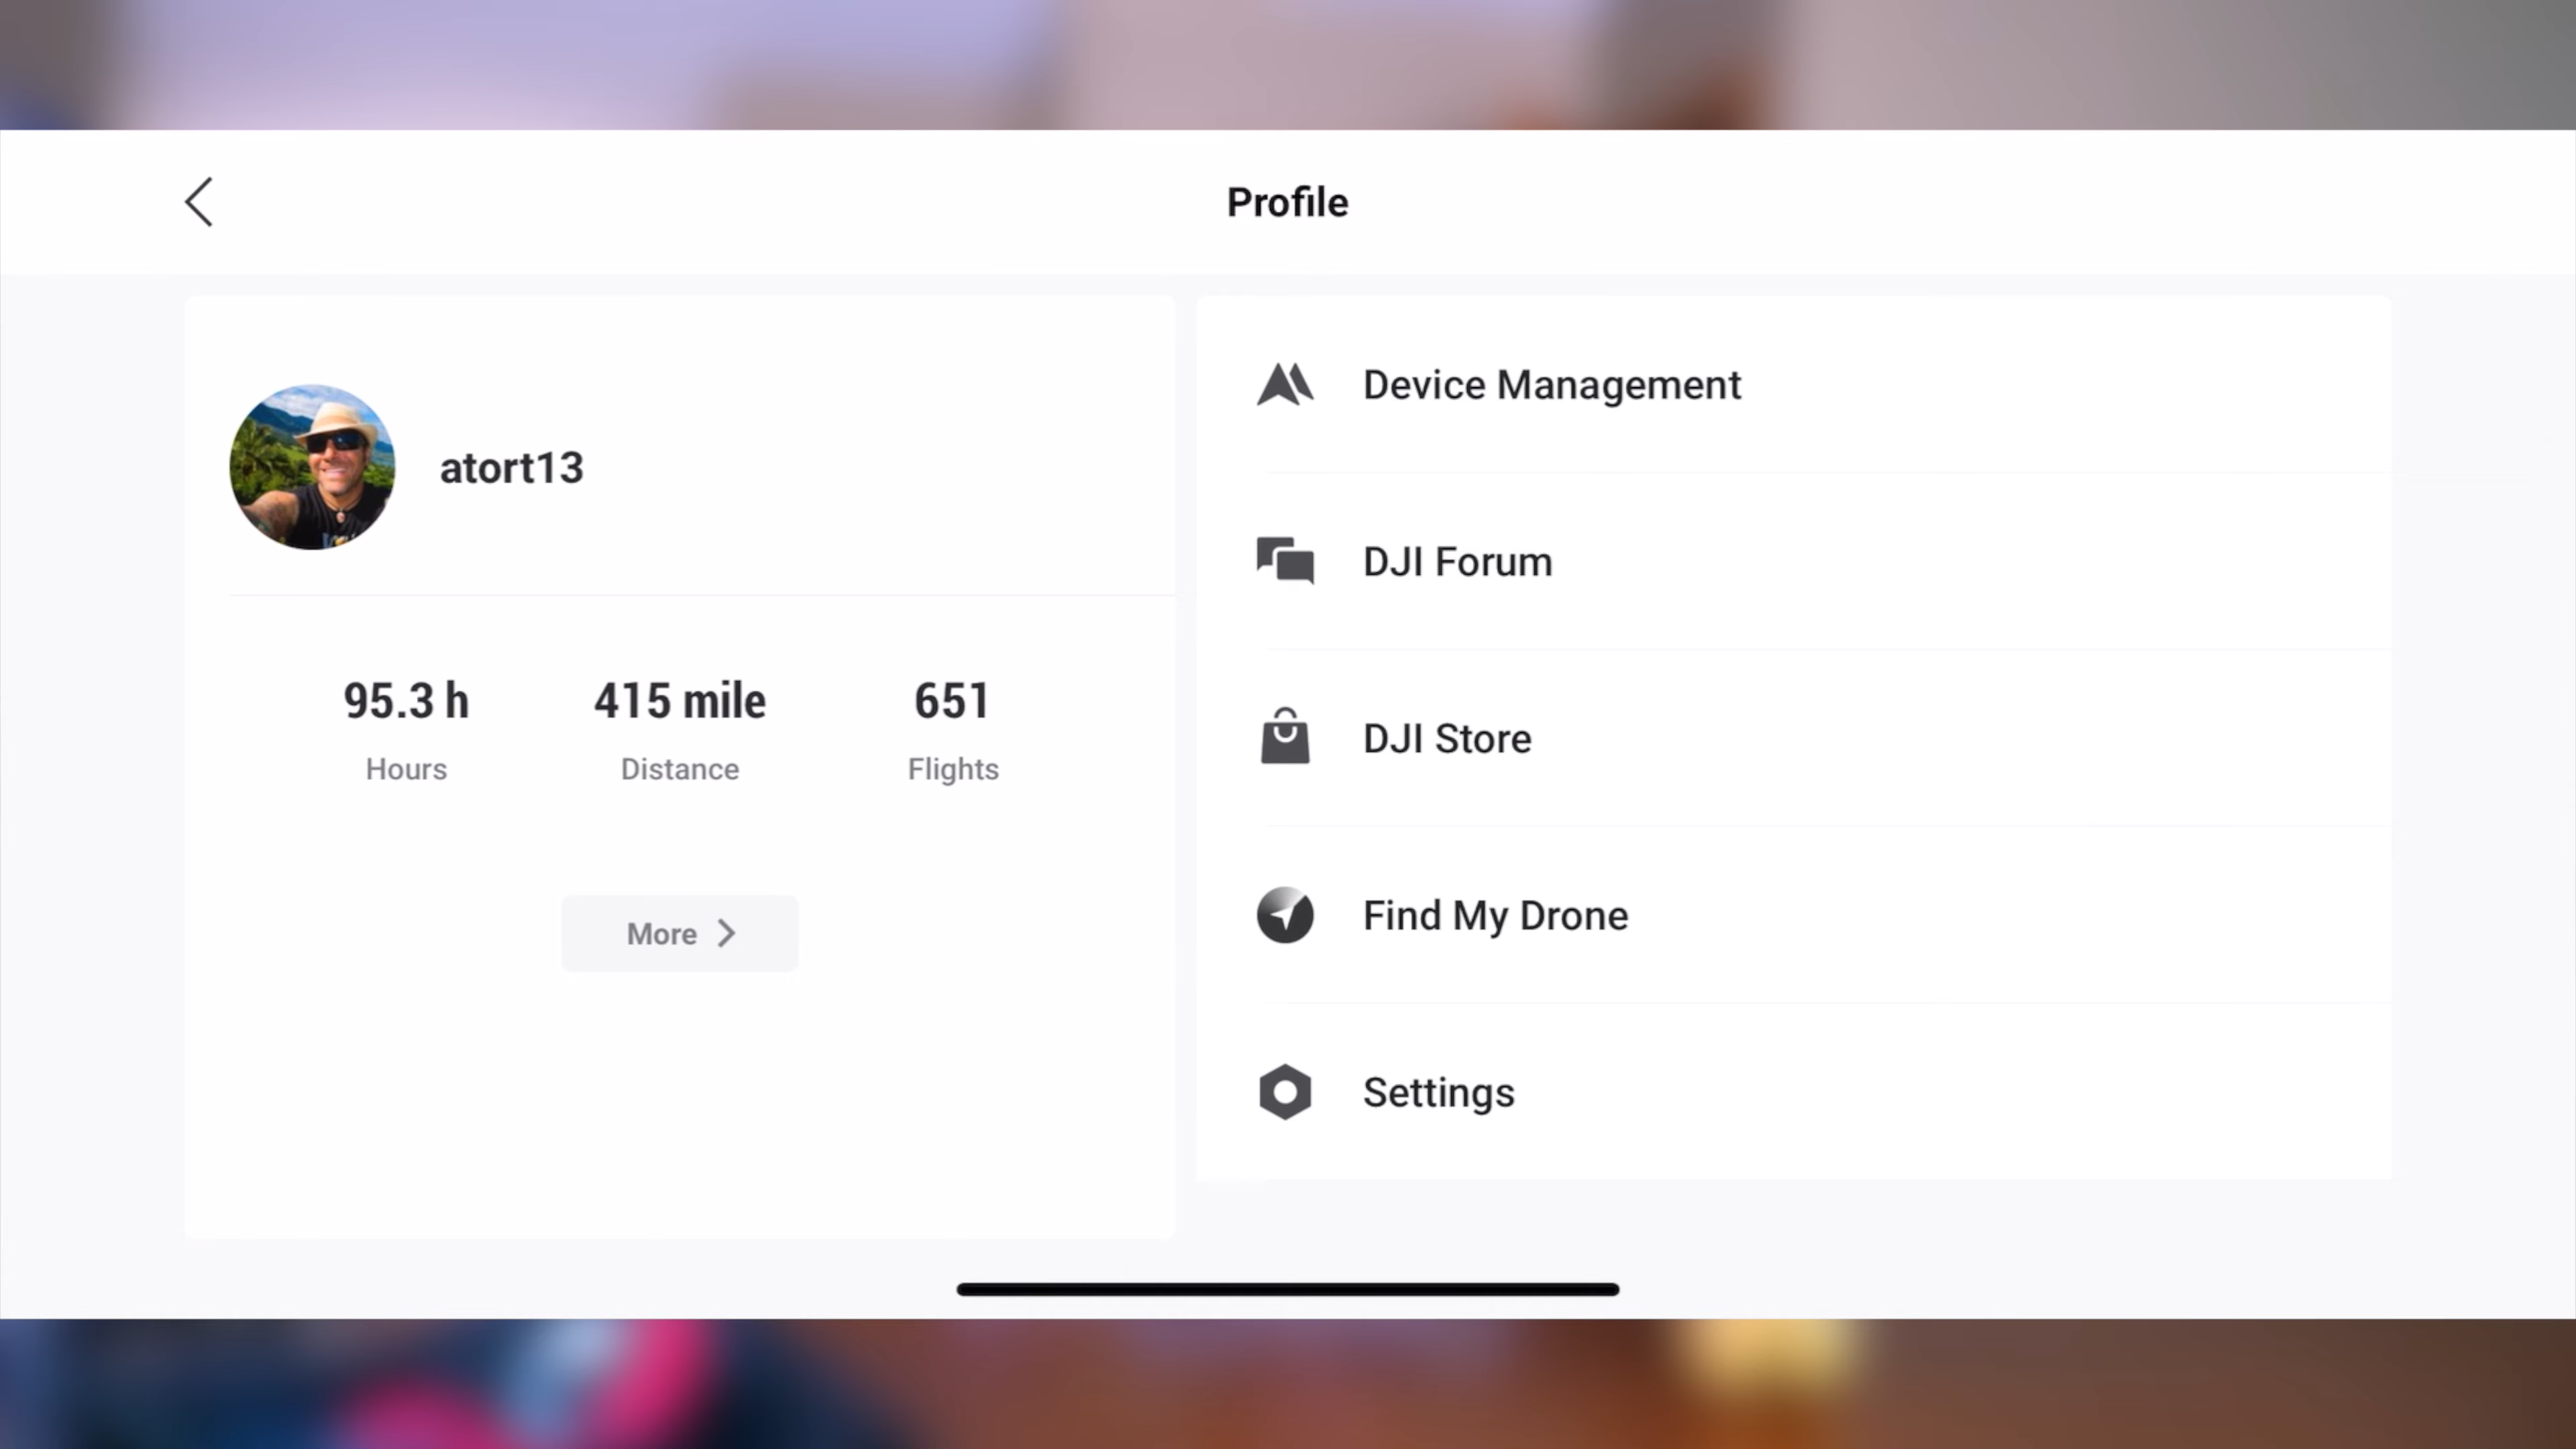 Profile
atort13
95.3 h
415 mile
651
Hours
Distance
Flights
More
Device Management
DJI Forum
DJI Store
Find My Drone
Settings